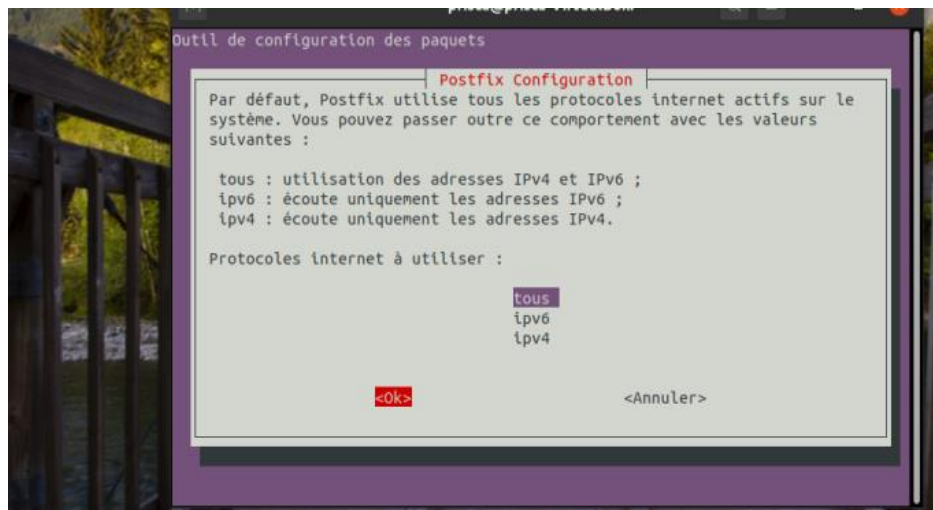 Outil de configuration des paquets
Postfix Configuration
Par défaut, Postfix utilise tous les protocoles internet actifs sur le
système. Vous pouvez passer outre ce comportement avec les valeurs
suivantes :
tous : utilisation des adresses IPv4 et IPv6 ;
ipv6 : écoute uniquement les adresses IPv6 ;
ipv4 : écoute uniquement les adresses IPv4.
Protocoles internet à utiliser :
tous
ipv6
ipv4
<Ok> <Annuler>